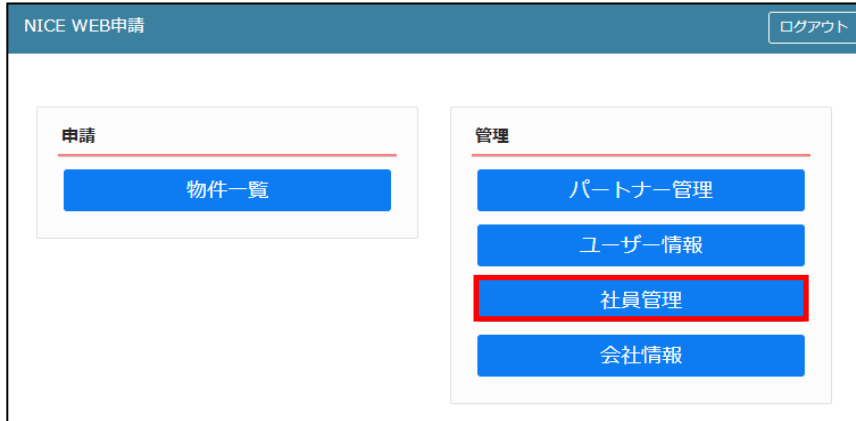 NICE WEB申請
ログアウト
申請
物件一覧
管理
パートナー管理
ユーザー情報
社員管理
会社情報